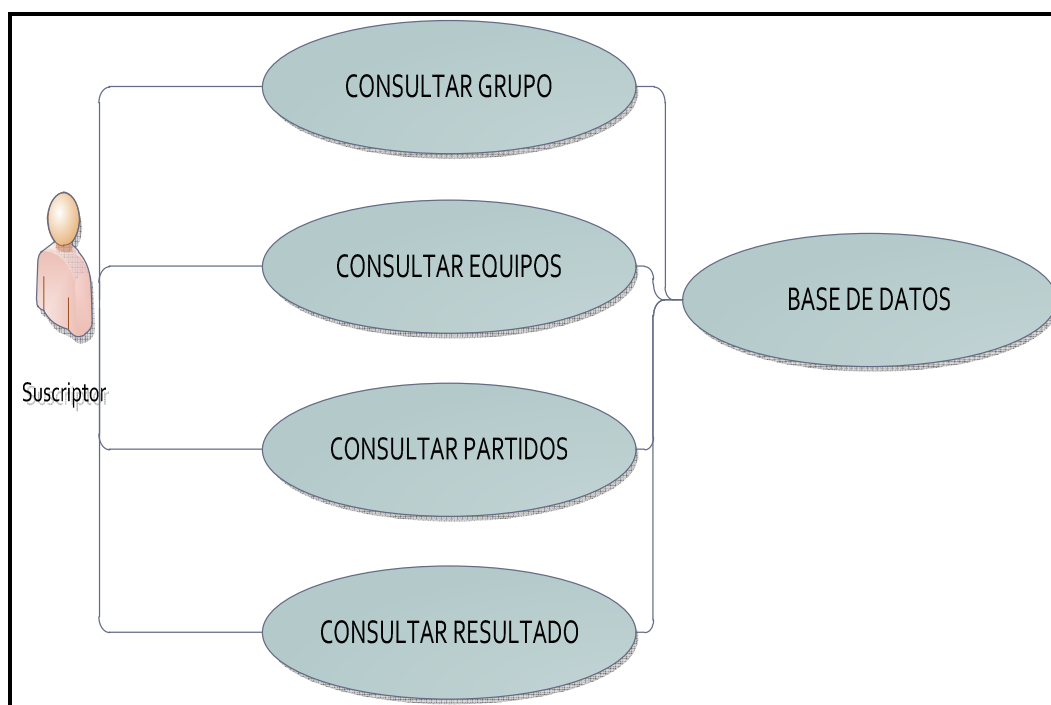 CONSULTAR GRUPO
CONSULTAR EQUIPOS
BASE DE DATOS
Suscriptor
CONSULTAR PARTIDOS
CONSULTAR RESULTADO